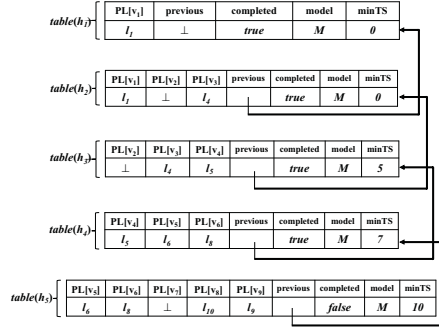 PL[v₁] previous completed model minTS
table(h₁) l₁ ⊥ true M 0
PL[v₁] PL[v₂] PL[v₃] previous completed model minTS
table(h₂) l₁ ⊥ l₄ true M 0
PL[v₂] PL[v₃] PL[v₄] previous completed model minTS
table(h₃) ⊥ l₄ l₅ true M 5
PL[v₄] PL[v₅] PL[v₆] previous completed model minTS
table(h₄) l₅ l₆ l₈ true M 7
PL[v₅] PL[v₆] PL[v₇] PL[v₈] PL[v₉] previous completed model minTS
table(h₅) l₆ l₈ ⊥ l₁₀ l₉ false M 10